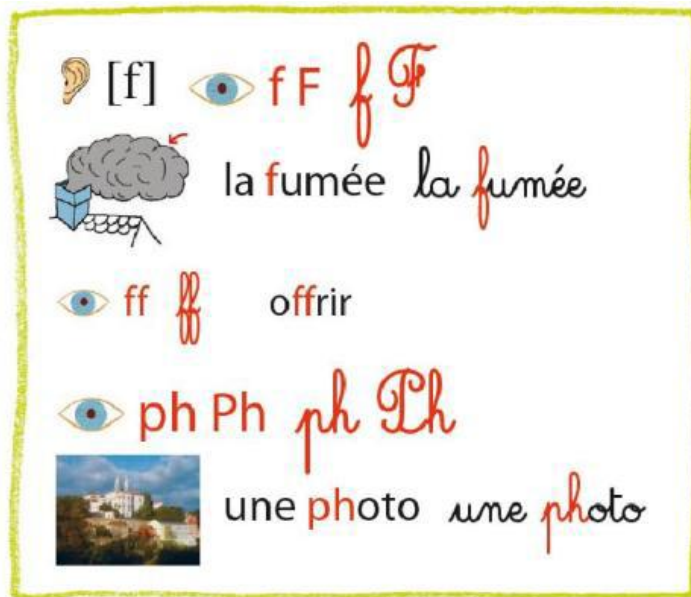 [f] f F f F
la fumée la fumée
ff ff offrir
ph Ph ph Ph
une photo une photo